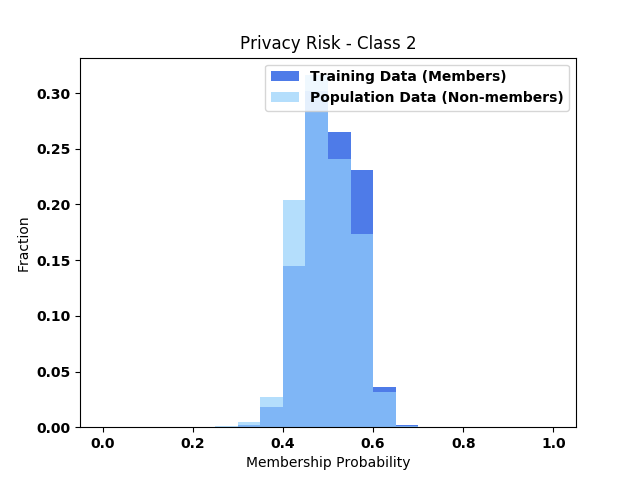 Privacy Risk - Class 2
Training Data (Members)
Population Data (Non-members)
Fraction
0.30
0.25
0.20
0.15
0.10
0.05
0.00
0.0 0.2 0.4 0.6 0.8 1.0
Membership Probability